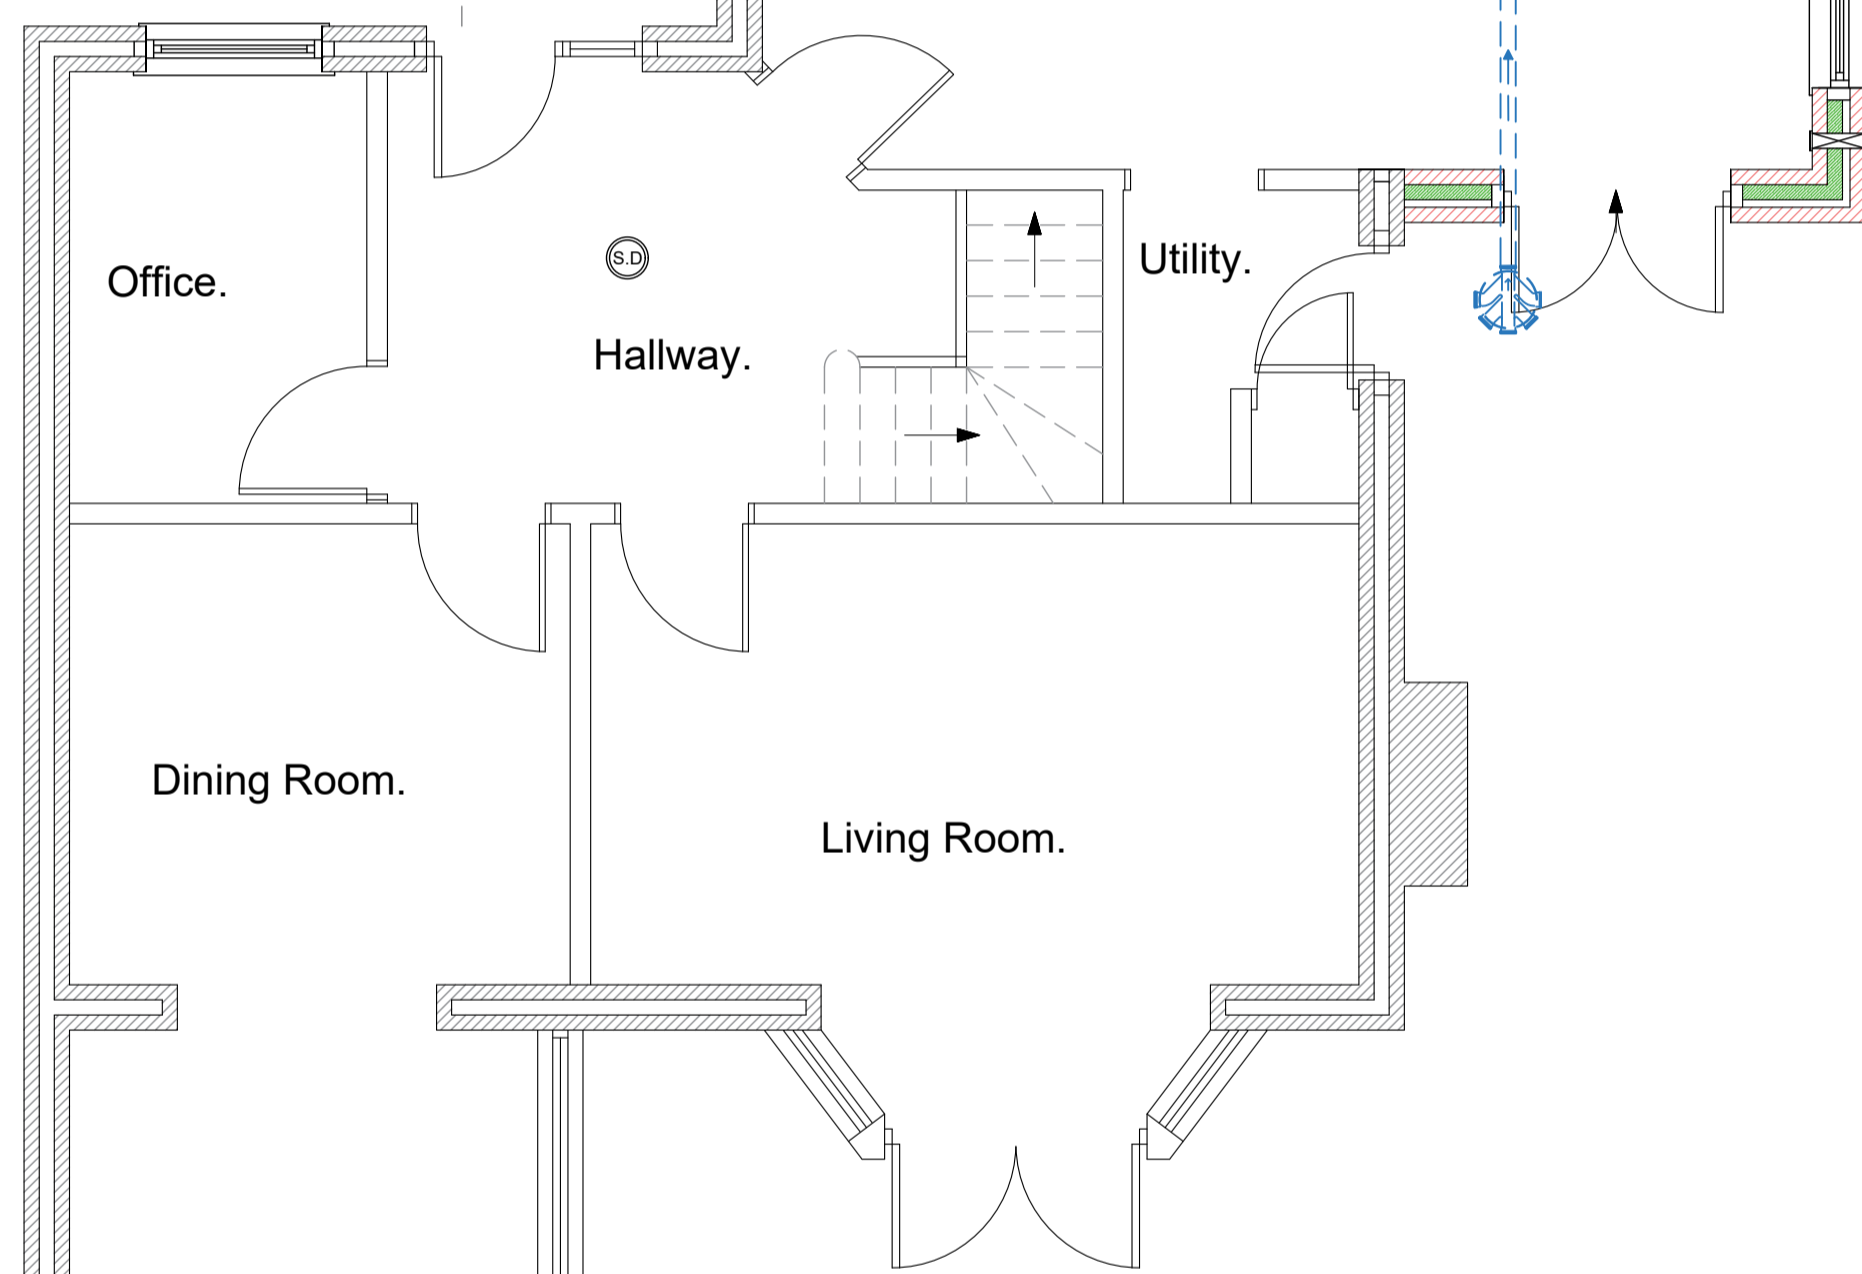 Office.
S.D
Utility.
Hallway.
Dining Room.
Living Room.